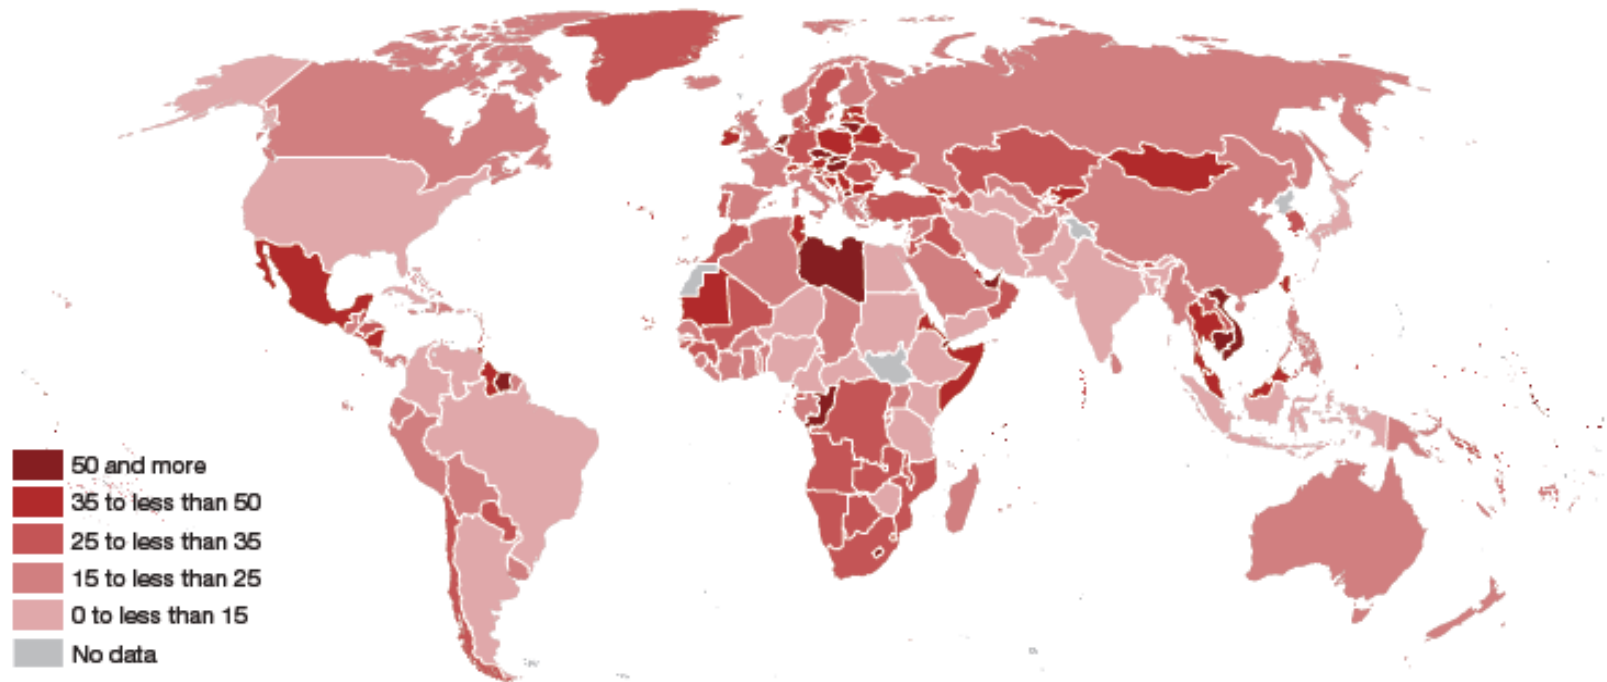 50 and more
35 to less than 50
25 to less than 35
15 to less than 25
0 to less than 15
No data